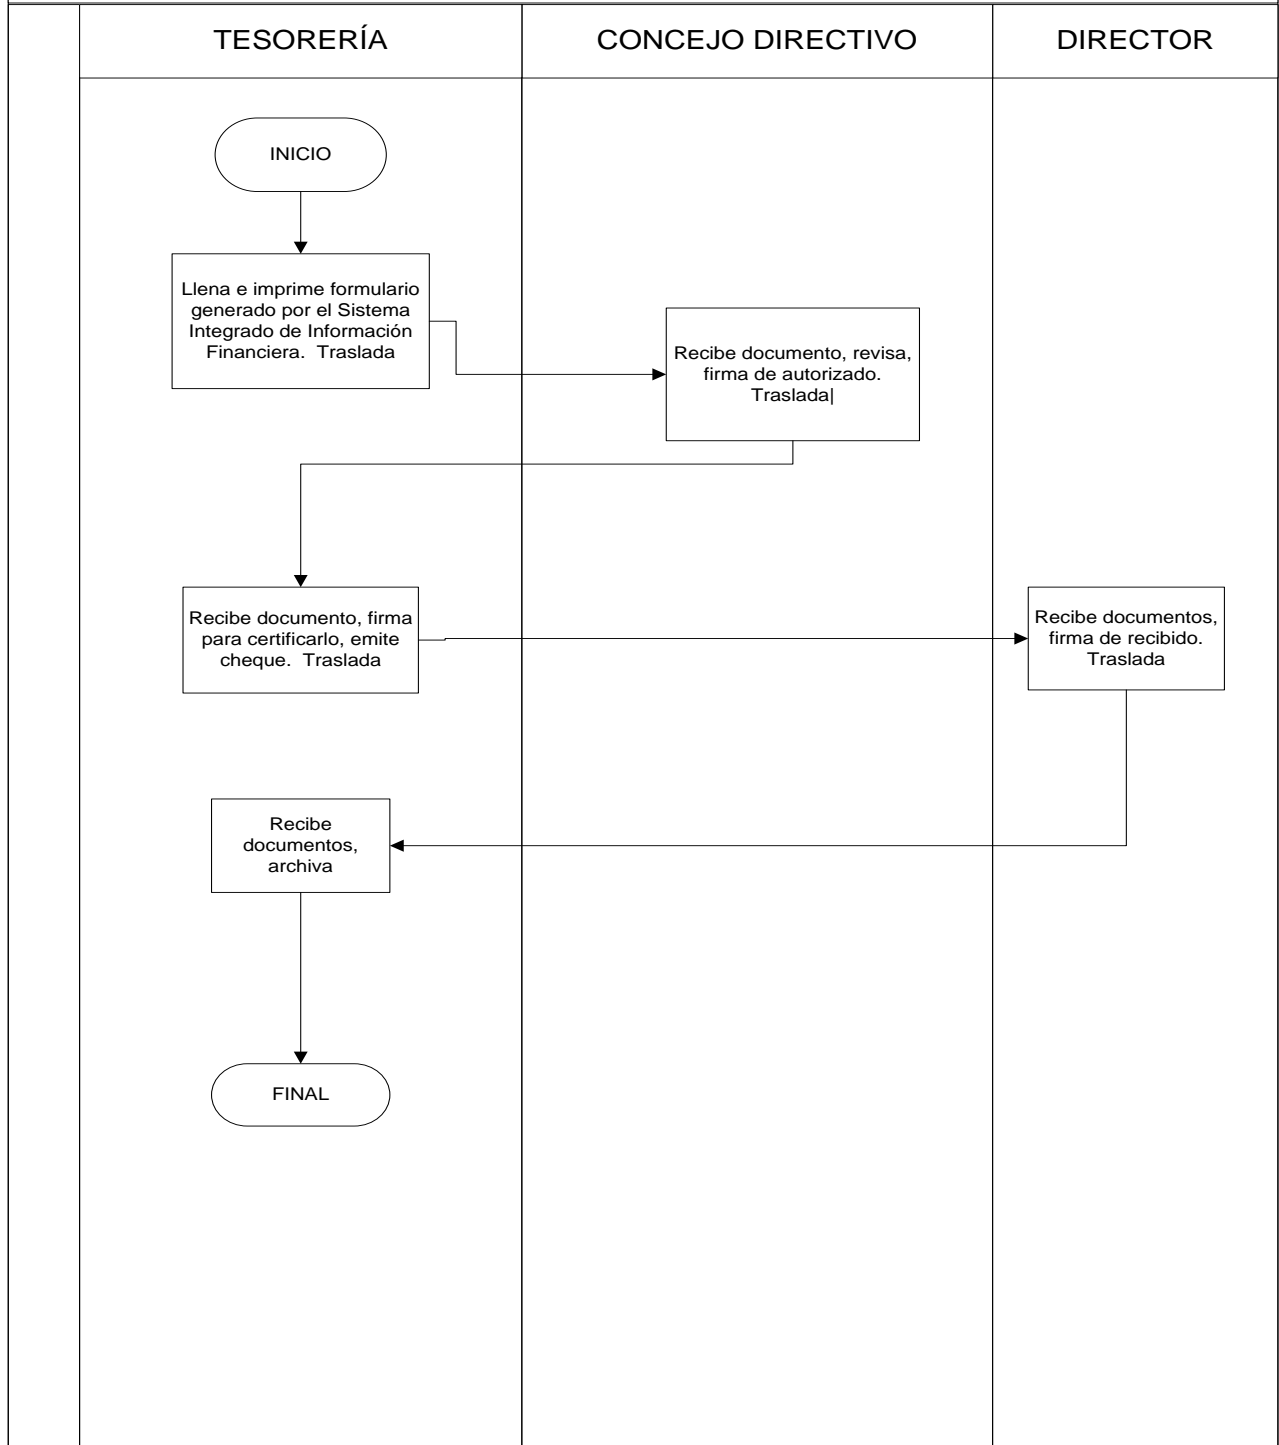 TESORERÍA
CONCEJO DIRECTIVO
DIRECTOR
INICIO
Llena e imprime formulario
generado por el Sistema
Integrado de Información
Financiera.  Traslada
Recibe documento, revisa,
firma de autorizado.
Traslada|
Recibe documento, firma
para certificarlo, emite
cheque.  Traslada
Recibe documentos,
firma de recibido.
Traslada
Recibe
documentos,
archiva
FINAL